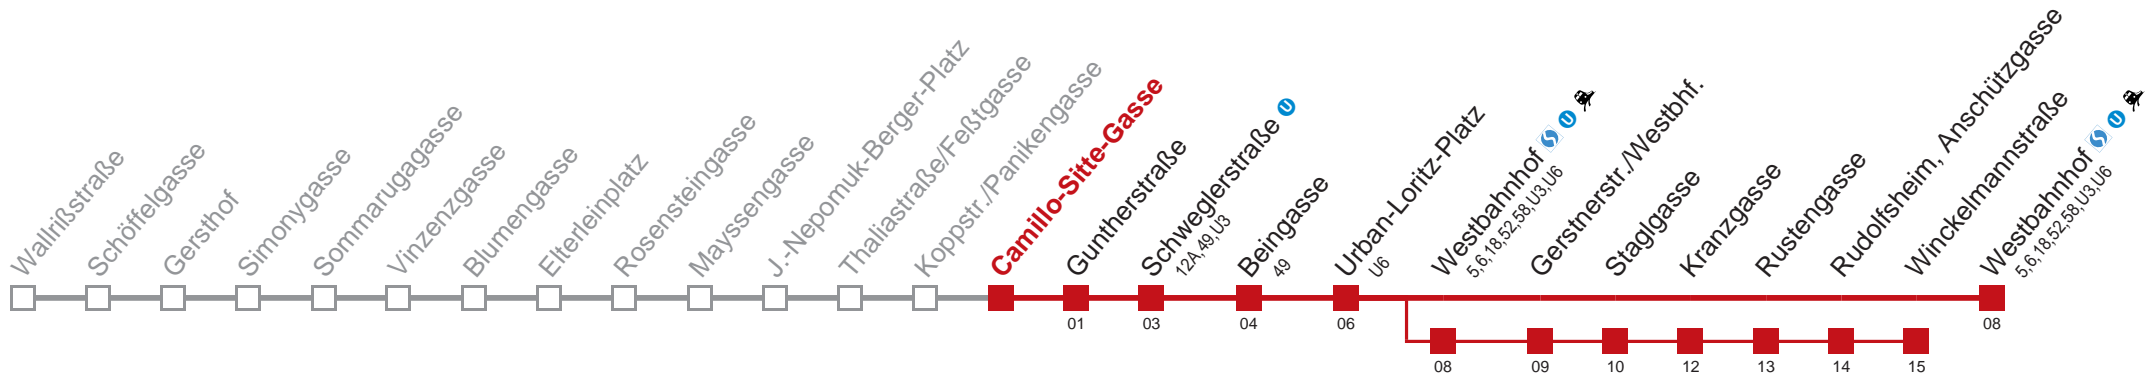 Wallrißstraße
Schöffelgasse
Gersthof
Simonygasse
Sommarugagasse
Vinzenzgasse
Blumengasse
Elterleinplatz
Rosensteingasse
Mayssengasse
J.-Nepomuk-Berger-Platz
Thaliastraße/Feßtgasse
Koppstr./Panikengasse
Camillo-Sitte-Gasse
Guntherstraße
Schweglerstraße U
12A,49,U3
Beingasse
49
Urban-Loritz-Platz
U6
Westbahnhof S U
5,6,18,52,58,U3,U6
Gerstnerstr./Westbhf.
Staglgasse
Kranzgasse
Rustengasse
Rudolfsheim, Anschützgasse
Winckelmannstraße
Westbahnhof S U
5,6,18,52,58,U3,U6
01 03 04 06 08
08 09 10 12 13 14 15